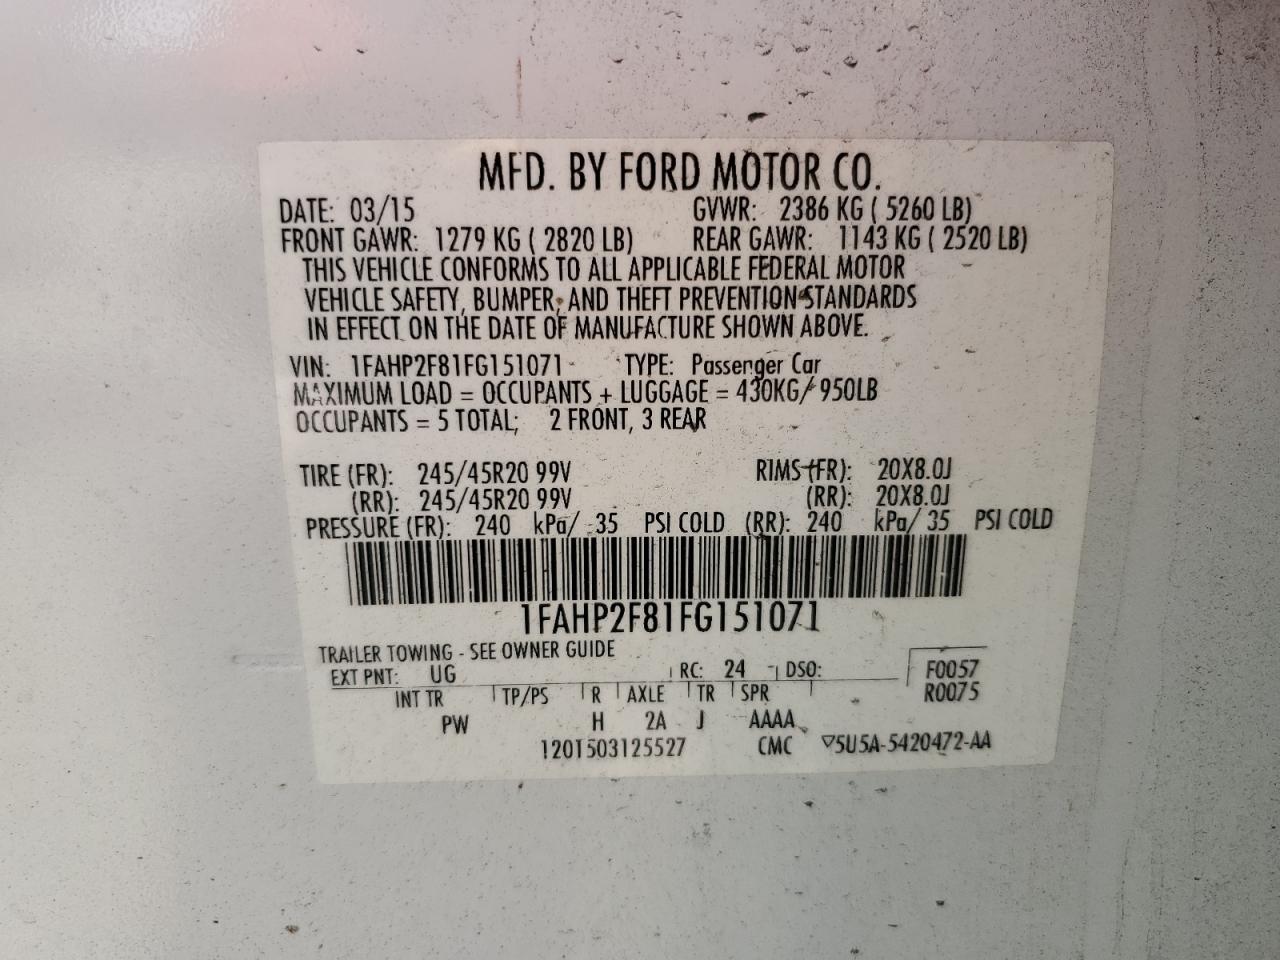 MFD. BY FORD MOTOR CO.
DATE: 03/15 GVWR: 2386 KG ( 5260 LB)
FRONT GAWR: 1279 KG ( 2820 LB) REAR GAWR: 1143 KG ( 2520 LB)
THIS VEHICLE CONFORMS TO ALL APPLICABLE FEDERAL MOTOR
VEHICLE SAFETY, BUMPER, AND THEFT PREVENTION STANDARDS
IN EFFECT ON THE DATE OF MANUFACTURE SHOWN ABOVE.
VIN: 1FAHP2F81FG151071 TYPE: Passenger Car
MAXIMUM LOAD = OCCUPANTS + LUGGAGE = 430KG/ 950LB
OCCUPANTS = 5 TOTAL; 2 FRONT, 3 REAR
TIRE (FR): 245/45R20 99V RIMS (FR): 20X8.0J
(RR): 245/45R20 99V (RR): 20X8.0J
PRESSURE (FR): 240 kPa/ 35 PSI COLD (RR): 240 kPa/ 35 PSI COLD
1FAHP2F81FG151071
TRAILER TOWING - SEE OWNER GUIDE
EXT PNT: UG RC: 24 DSO: F0057
INT TR TP/PS R AXLE TR SPR R0075
PW H 2A J AAAA
1201503125527 CMC ▽5U5A-5420472-AA